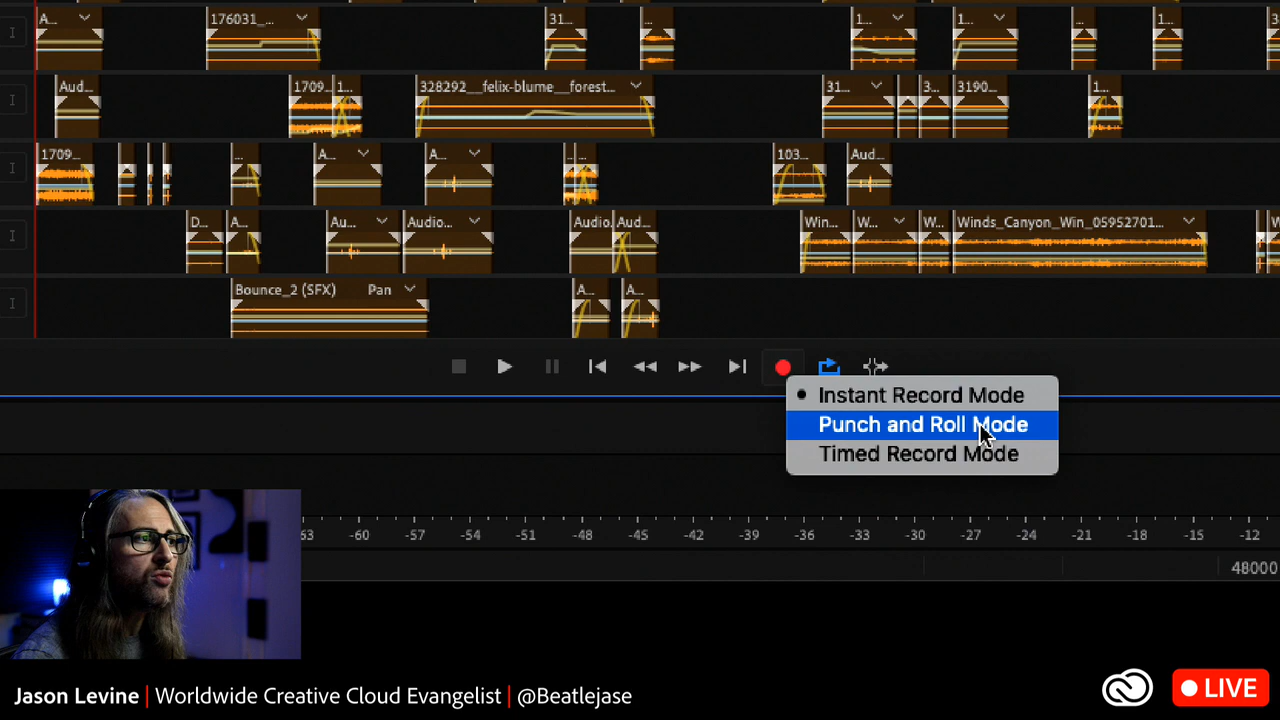 A...
176031_...
31...
...
1...
1...
...
1...
3
Aud...
1709...
1...
328292__felix-blume__forest...
31...
3...
3190...
1...
1709...
...
A...
A...
...
...
103...
Aud...
D...
A...
Au...
Audio...
Audio
Aud...
Win...
W...
W...
Winds_Canyon_Win_05952701...
W
Bounce_2 (SFX) Pan
A...
A...
Instant Record Mode
Punch and Roll Mode
Timed Record Mode
63 -60 -57 -54 -51 -48 -45 -42 -39 -36 -33 -30 -27 -24 -21 -18 -15 -12
48000
Jason Levine | Worldwide Creative Cloud Evangelist | @Beatlejase
LIVE